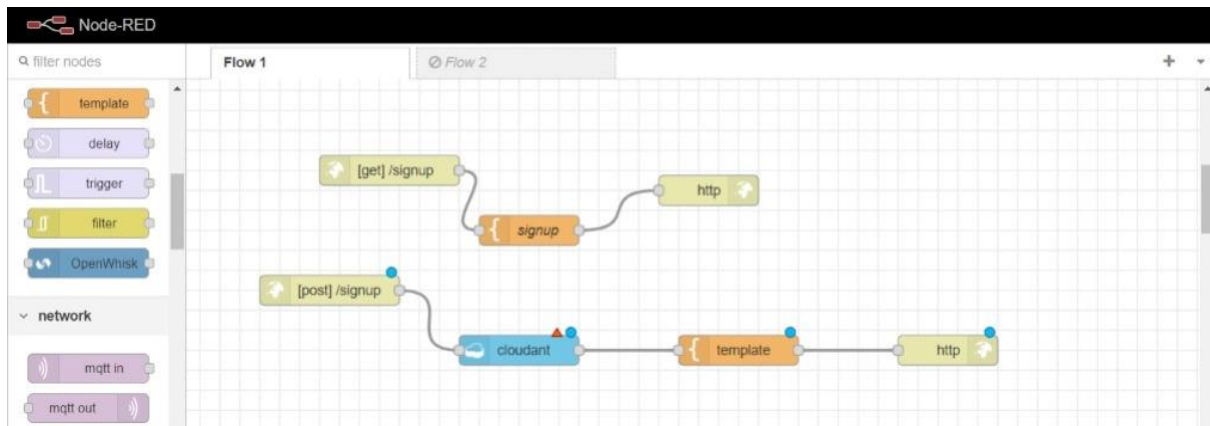 Node-RED
filter nodes
Flow 1
Flow 2
template
delay
trigger
filter
OpenWhisk
network
mqtt in
mqtt out
[get] /signup
http
signup
[post] /signup
cloudant
template
http